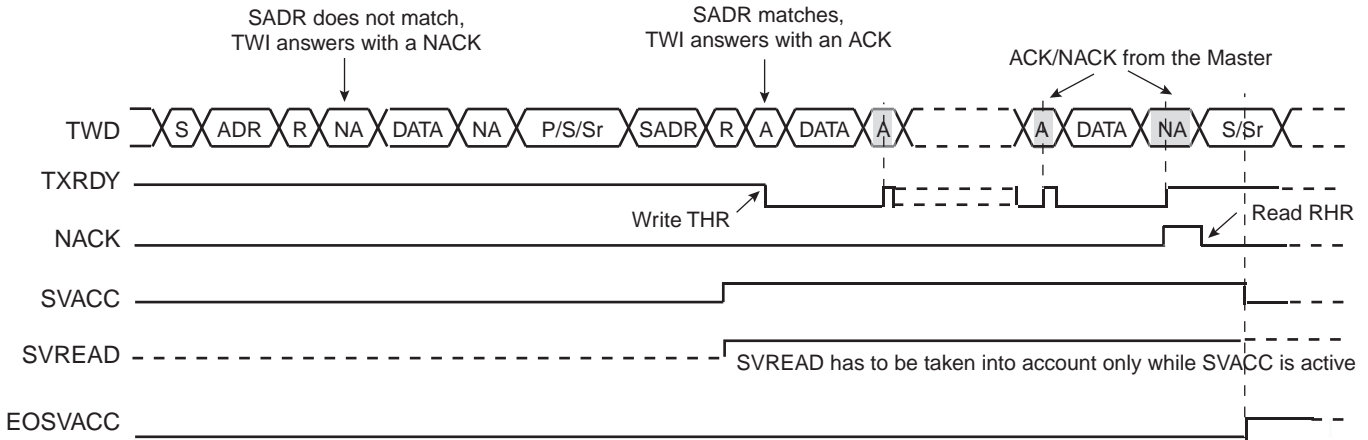 SADR does not match,
TWI answers with a NACK
SADR matches,
TWI answers with an ACK
ACK/NACK from the Master
TWD S ADR R NA DATA NA P/S/Sr SADR R A DATA A A DATA NA S/Sr
TXRDY
Write THR
Read RHR
NACK
SVACC
SVREAD
SVREAD has to be taken into account only while SVACC is active
EOSVACC